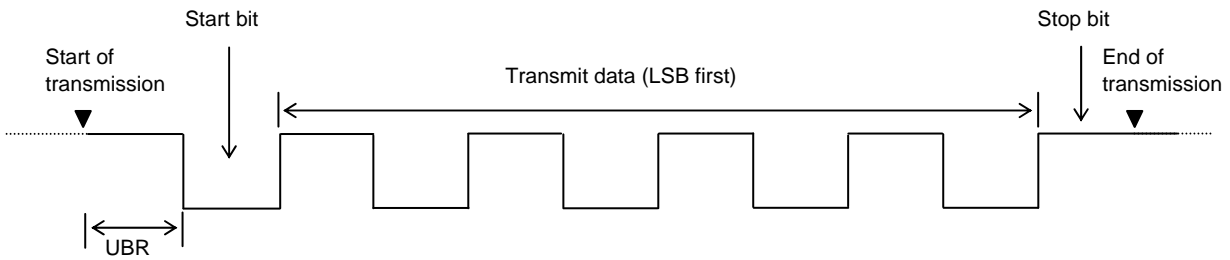 Start bit
Stop bit
Start of
transmission
Transmit data (LSB first)
End of
transmission
UBR